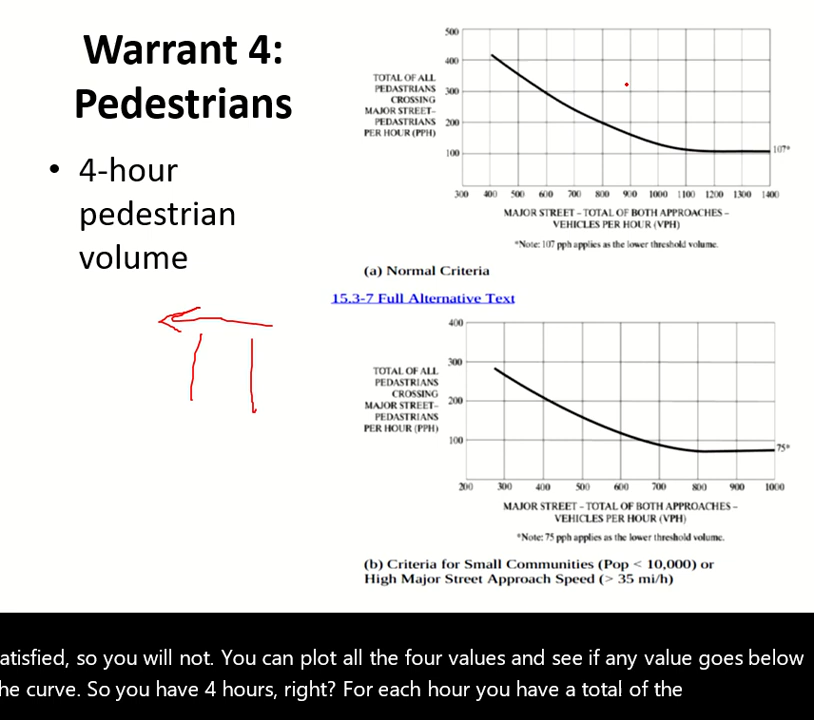 Warrant 4:
Pedestrians
• 4-hour
pedestrian
volume
500
400
300
200
100
TOTAL OF ALL
PEDASTRIANS
CROSSING
MAJOR STREET-
PEDASTRIANS
PER HOUR (PPH)
107*
300 400 500 600 700 800 900 1000 1100 1200 1300 1400
MAJOR STREET - TOTAL OF BOTH APPROACHES -
VEHICLES PER HOUR (VPH)
*Note: 107 pph applies as the lower threshold volume.
(a) Normal Criteria
15.3-7 Full Alternative Text
400
300
200
100
TOTAL OF ALL
PEDASTRIANS
CROSSING
MAJOR STREET-
PEDASTRIANS
PER HOUR (PPH)
75*
200 300 400 500 600 700 800 900 1000
MAJOR STREET - TOTAL OF BOTH APPROACHES -
VEHICLES PER HOUR (VPH)
*Note: 75 pph applies as the lower threshold volume.
(b) Criteria for Small Communities (Pop < 10,000) or
High Major Street Approach Speed (> 35 mi/h)
atisfied, so you will not. You can plot all the four values and see if any value goes below
he curve. So you have 4 hours, right? For each hour you have a total of the